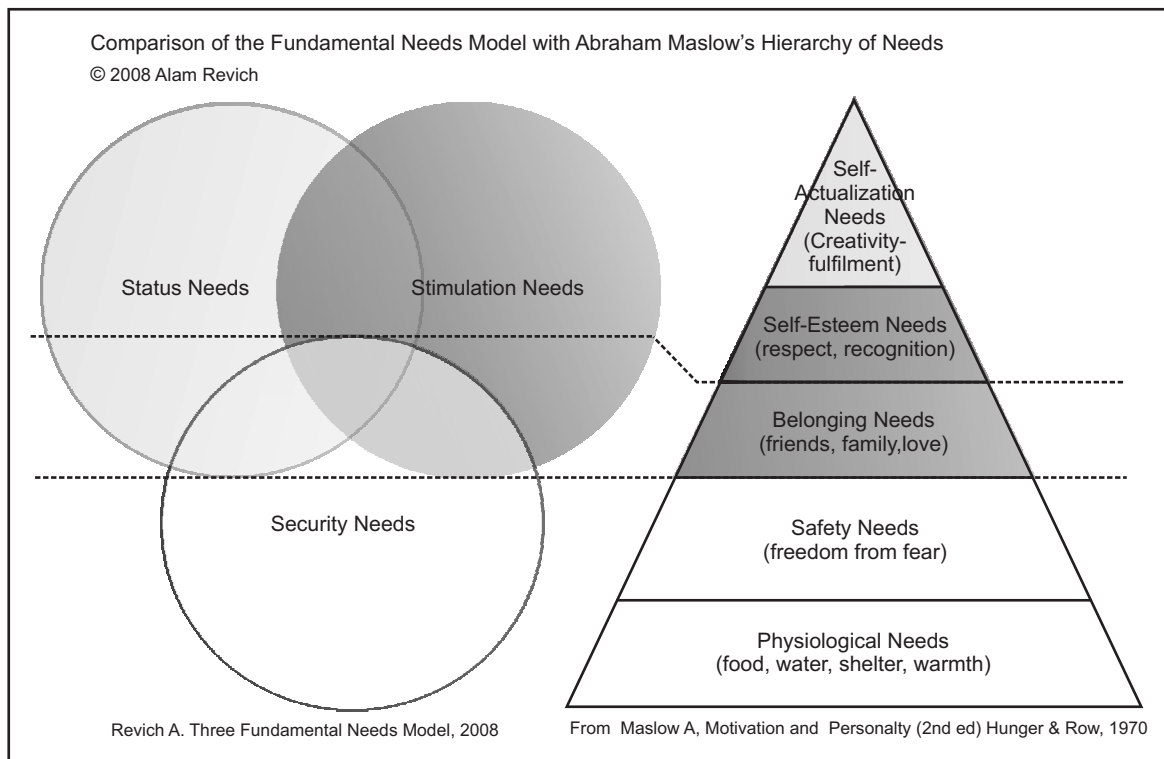 Comparison of the Fundamental Needs Model with Abraham Maslow's Hierarchy of Needs
© 2008 Alam Revich
Status Needs
Stimulation Needs
Security Needs
Self-
Actualization
Needs
(Creativity-
fulfilment)
Self-Esteem Needs
(respect, recognition)
Belonging Needs
(friends, family,love)
Safety Needs
(freedom from fear)
Physiological Needs
(food, water, shelter, warmth)
Revich A. Three Fundamental Needs Model, 2008
From Maslow A, Motivation and Personalty (2nd ed) Hunger & Row, 1970